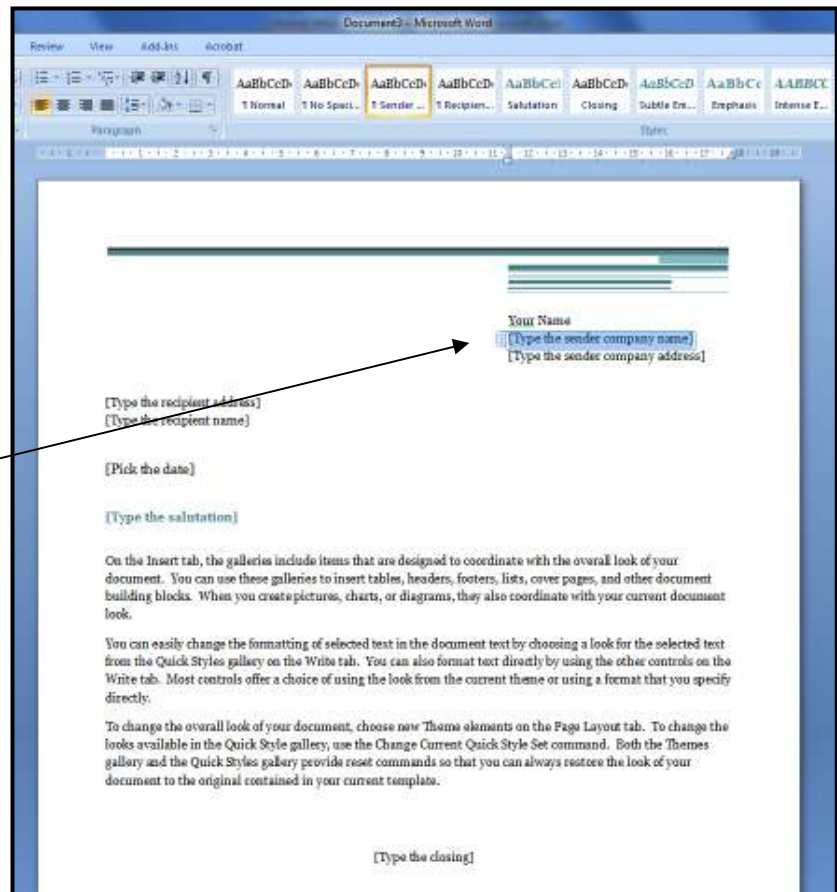 Document3 - Microsoft Word
Review View Add-Ins Acrobat
AaBbCcD AaBbCcD AaBbCcD AaBbCcD AaBbCcI AaBbCcD AaBbCcD AaBbCc AABBCC
¶ Normal ¶ No Spaci... ¶ Sender ... ¶ Recipien... Salutation Closing Subtle Em... Emphasis Intense E...
Paragraph Styles
Your Name
[Type the sender company name]
[Type the sender company address]
[Type the recipient address]
[Type the recipient name]
[Pick the date]
[Type the salutation]
On the Insert tab, the galleries include items that are designed to coordinate with the overall look of your
document. You can use these galleries to insert tables, headers, footers, lists, cover pages, and other document
building blocks. When you create pictures, charts, or diagrams, they also coordinate with your current document
look.
You can easily change the formatting of selected text in the document text by choosing a look for the selected text
from the Quick Styles gallery on the Write tab. You can also format text directly by using the other controls on the
Write tab. Most controls offer a choice of using the look from the current theme or using a format that you specify
directly.
To change the overall look of your document, choose new Theme elements on the Page Layout tab. To change the
looks available in the Quick Style gallery, use the Change Current Quick Style Set command. Both the Themes
gallery and the Quick Styles gallery provide reset commands so that you can always restore the look of your
document to the original contained in your current template.
[Type the closing]